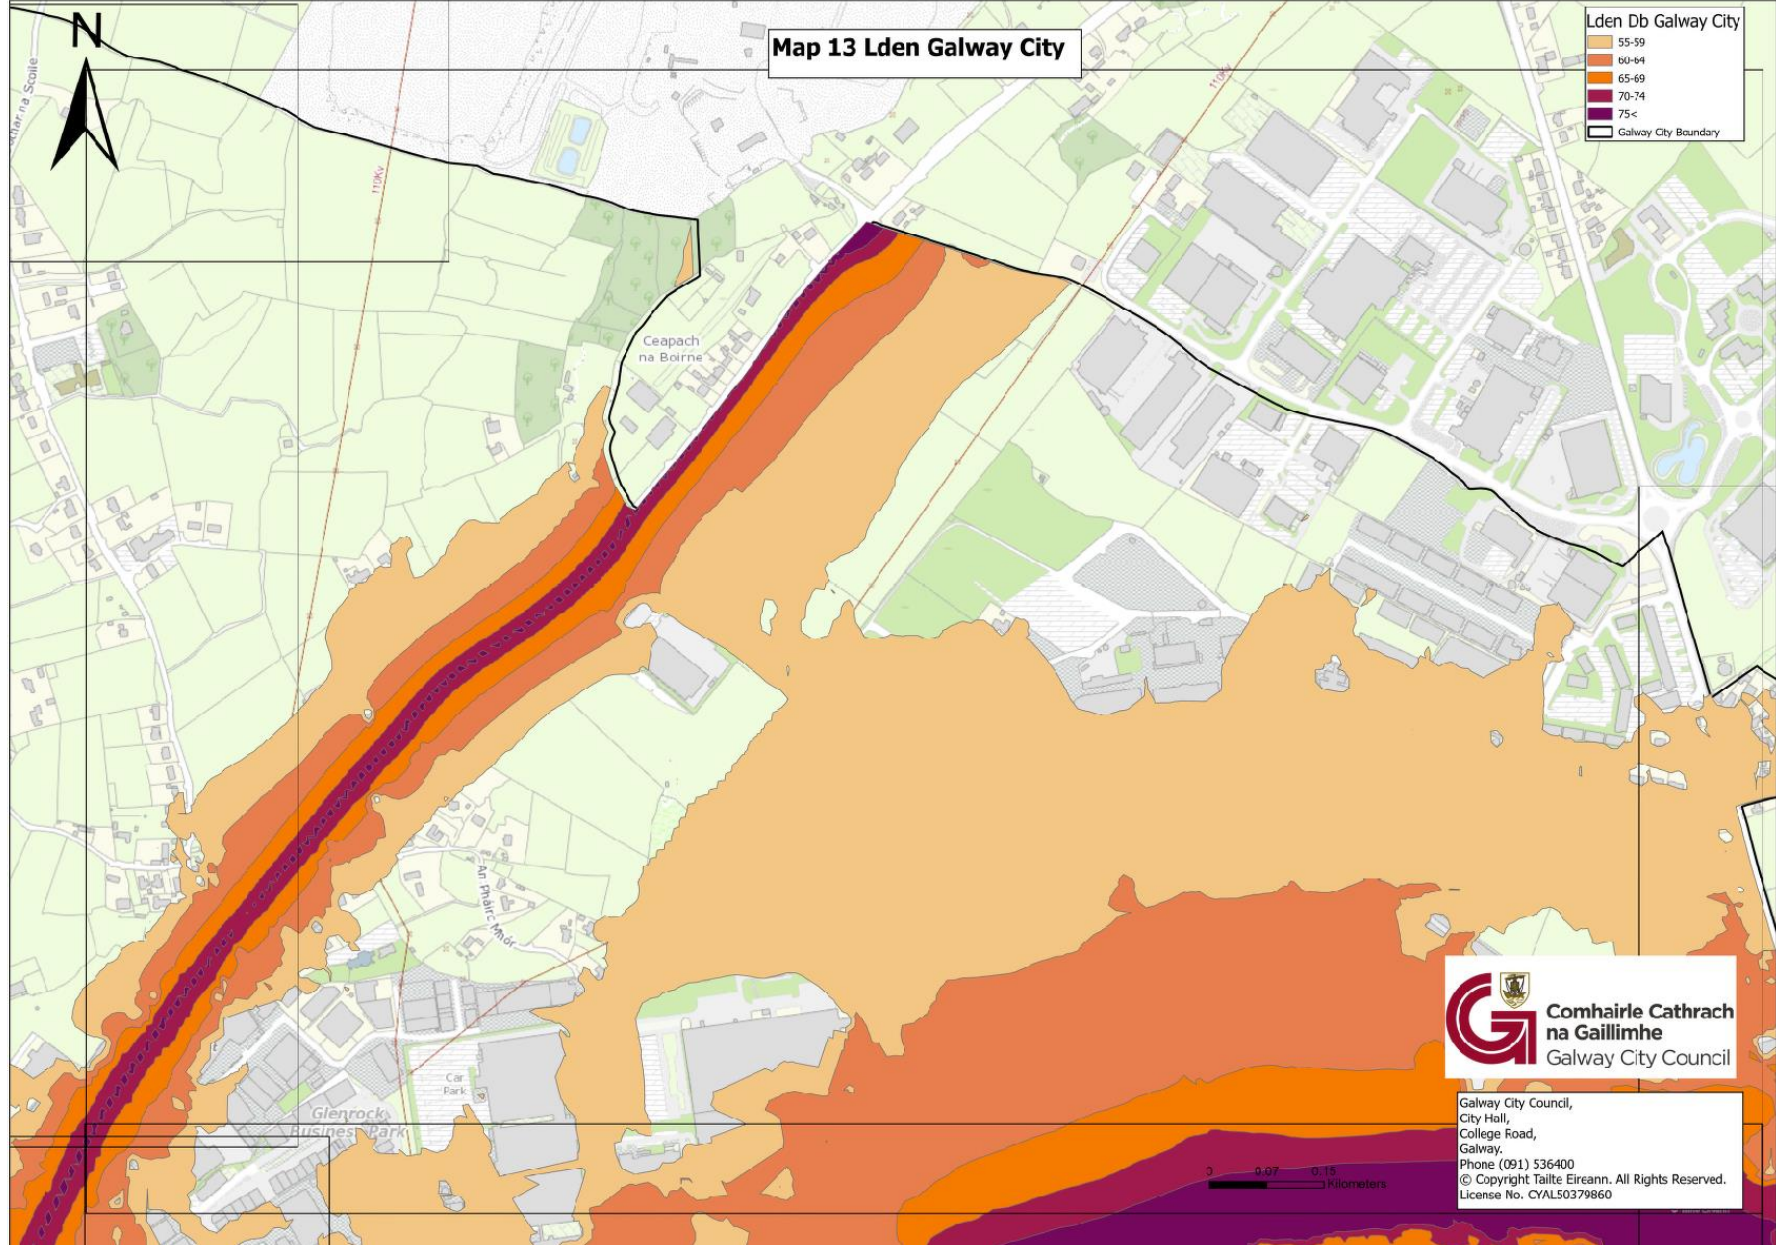 N
Map 13 Lden Galway City
Lden Db Galway City
55-59
60-64
65-69
70-74
75<
Galway City Boundary
110Kv
110Kv
Ceapach
na Boirne
An Pháirc Mhór
Car
Park
Glenrock
Business Park
Comhairle Cathrach
na Gaillimhe
Galway City Council
Galway City Council,
City Hall,
College Road,
Galway.
Phone (091) 536400
© Copyright Tailte Eireann. All Rights Reserved.
License No. CYAL50379860
0 0.07 0.15
Kilometers